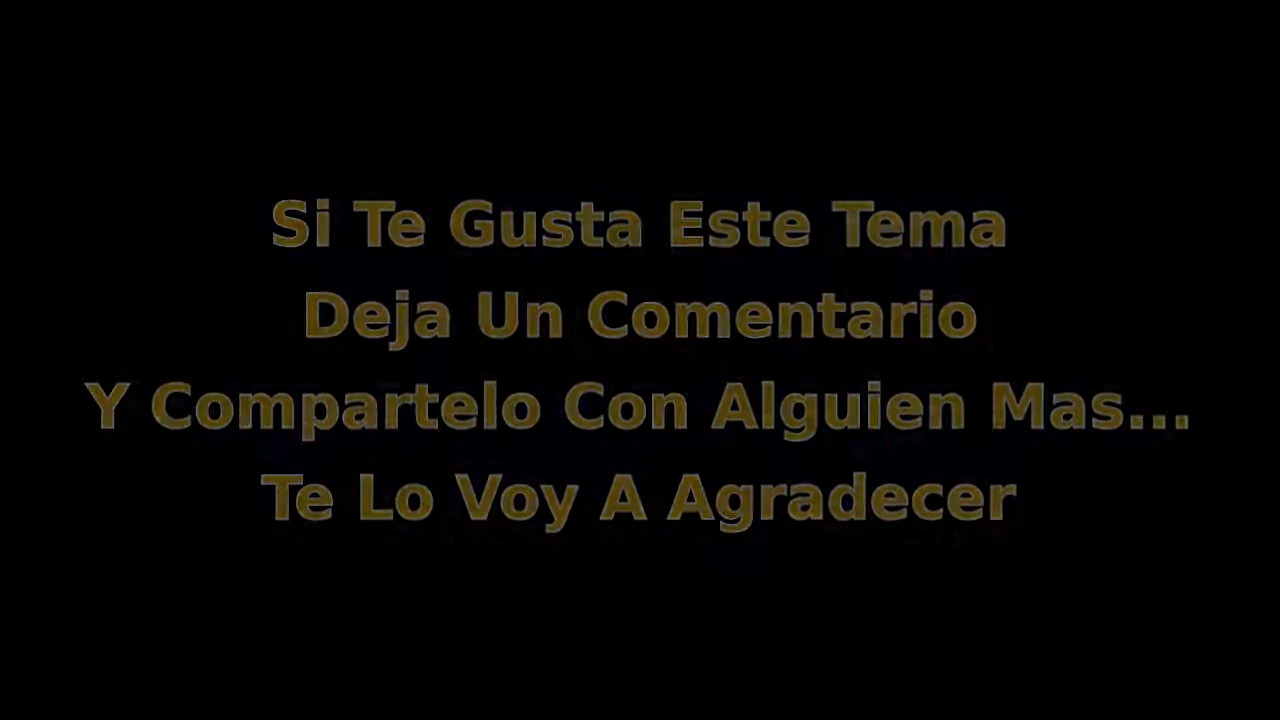 Si Te Gusta Este Tema
Deja Un Comentario
Y Compartelo Con Alguien Mas...
Te Lo Voy A Agradecer